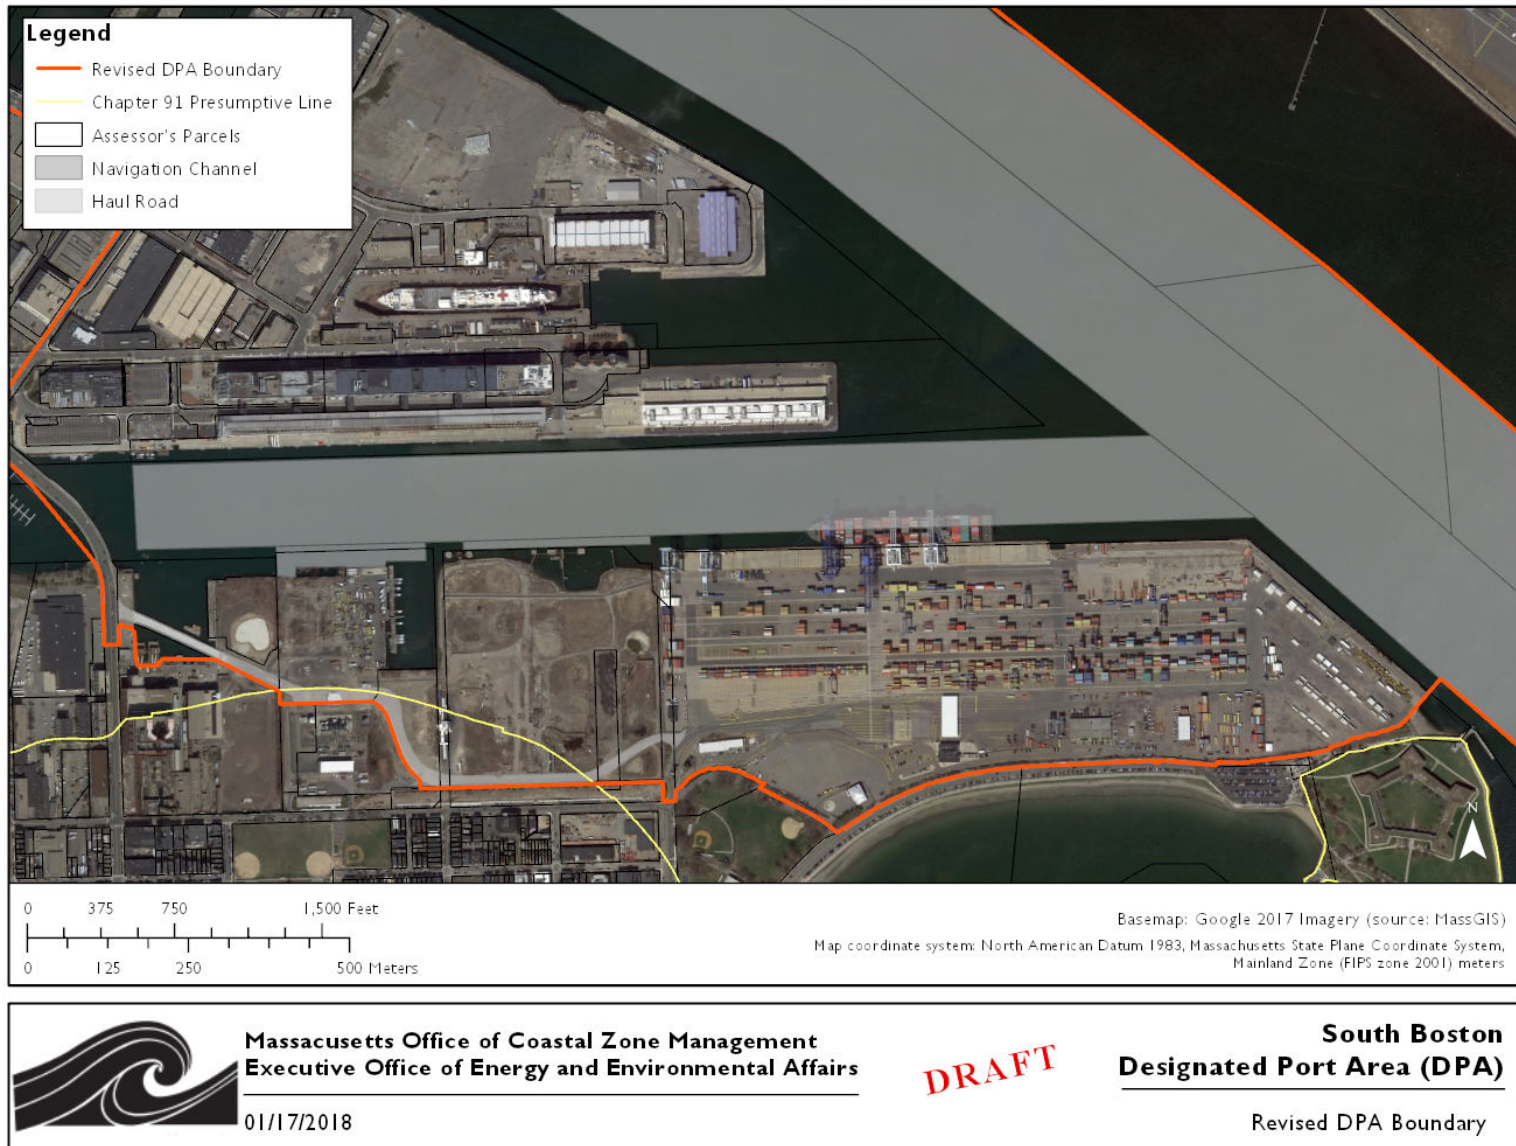 Legend
Revised DPA Boundary
Chapter 91 Presumptive Line
Assessor's Parcels
Navigation Channel
Haul Road
N
0 375 750 1,500 Feet
0 125 250 500 Meters
Basemap: Google 2017 Imagery (source: MassGIS)
Map coordinate system: North American Datum 1983, Massachusetts State Plane Coordinate System,
Mainland Zone (FIPS zone 2001) meters
Massacusetts Office of Coastal Zone Management
Executive Office of Energy and Environmental Affairs
01/17/2018
DRAFT
South Boston
Designated Port Area (DPA)
Revised DPA Boundary